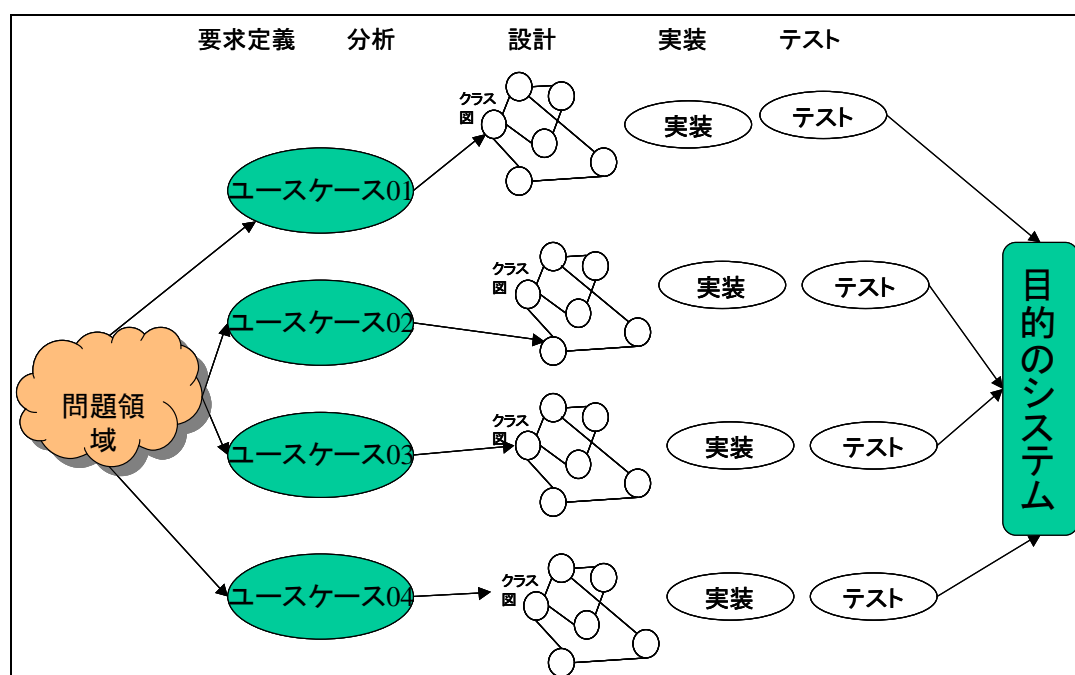 要求定義 分析 設計 実装 テスト
クラス
図
実装
テスト
ユースケース01
クラス
図
実装
テスト
ユースケース02
目的のシステム
問題領
域
クラス
図
実装
テスト
ユースケース03
クラス
図
実装
テスト
ユースケース04